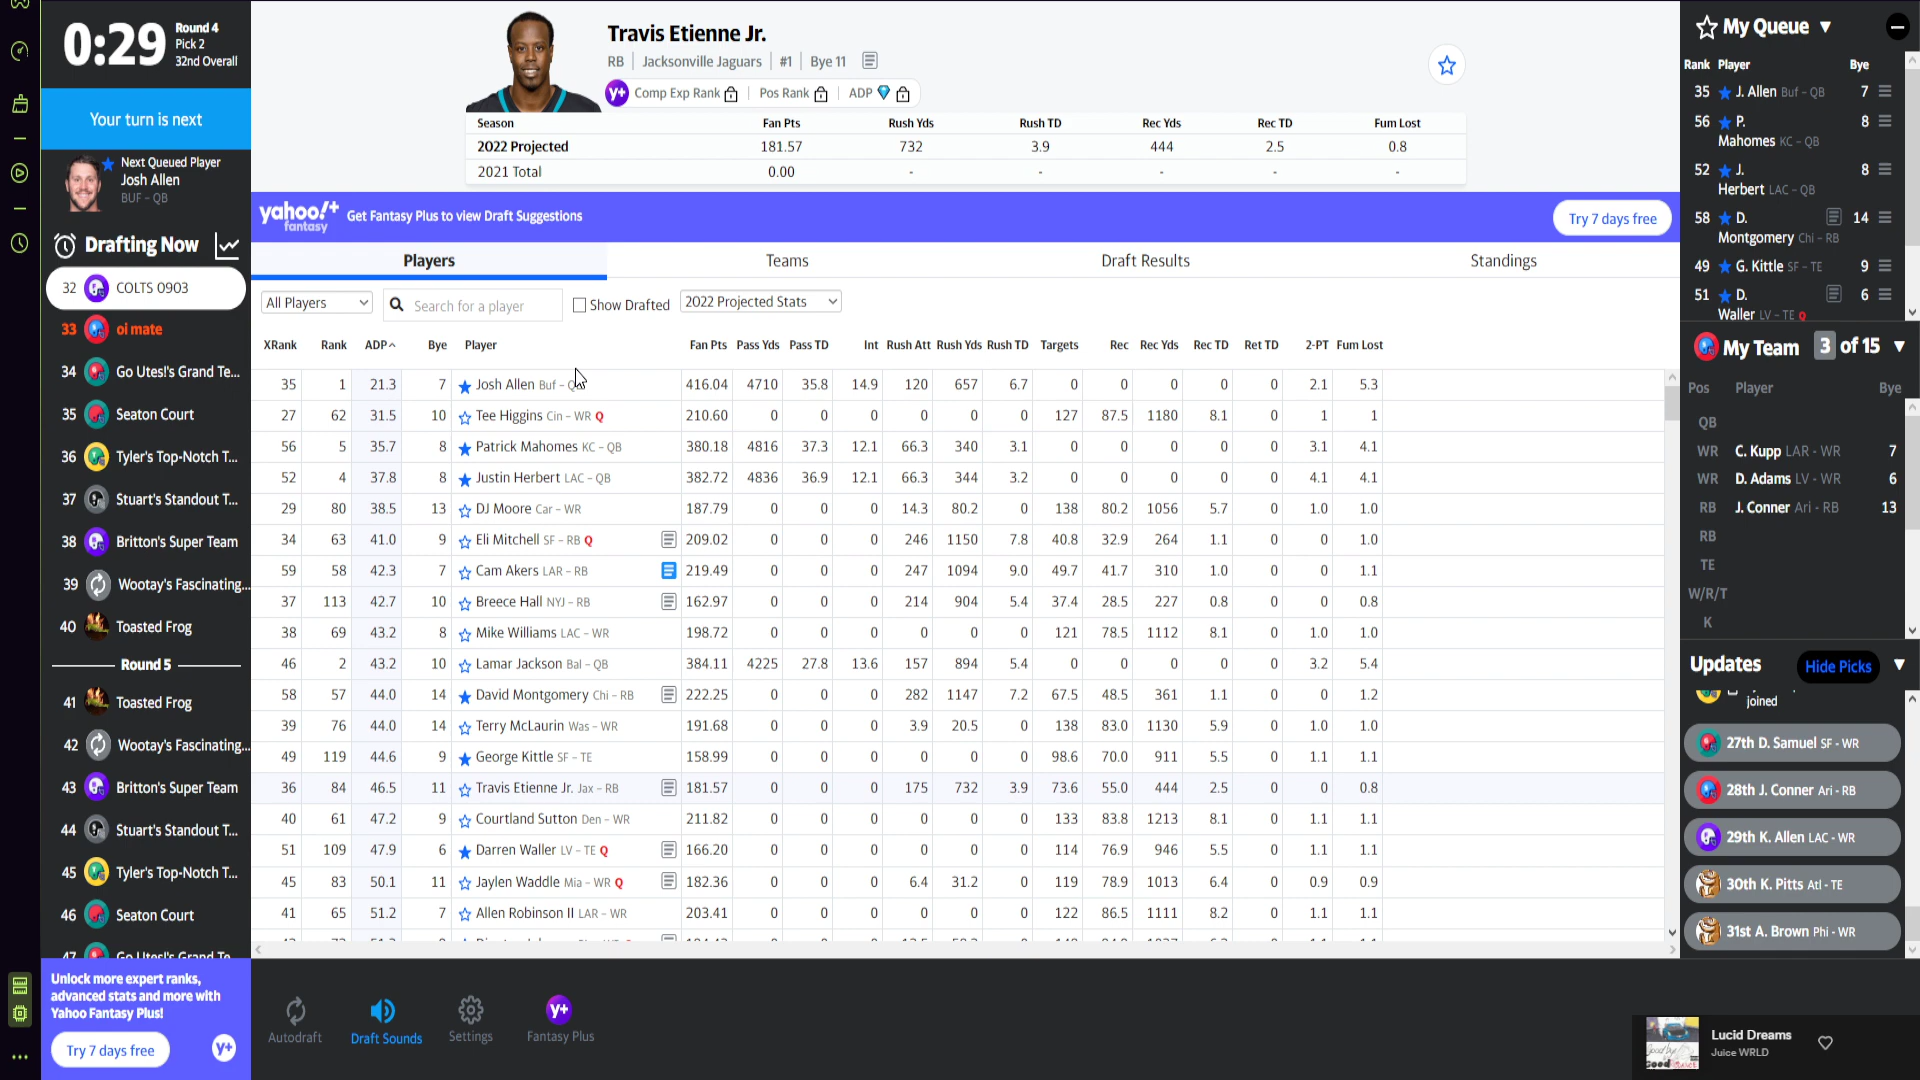 0:29
Round 4
Pick 2
32nd Overall
Your turn is next
Next Queued Player
Josh Allen
BUF - QB
Drafting Now
32 COLTS 0903
33 oi mate
34 Go Utes!'s Grand Te...
35 Seaton Court
36 Tyler's Top-Notch T...
37 Stuart's Standout T...
38 Britton's Super Team
39 Wootay's Fascinating...
40 Toasted Frog
Round 5
41 Toasted Frog
42 Wootay's Fascinating...
43 Britton's Super Team
44 Stuart's Standout T...
45 Tyler's Top-Notch T...
46 Seaton Court
47 Go Utes!'s Grand Te...
Unlock more expert ranks,
advanced stats and more with
Yahoo Fantasy Plus!
Try 7 days free y+
Travis Etienne Jr.
RB Jacksonville Jaguars #1 Bye 11
y+ Comp Exp Rank Pos Rank ADP
Season Fan Pts Rush Yds Rush TD Rec Yds Rec TD Fum Lost
2022 Projected 181.57 732 3.9 444 2.5 0.8
2021 Total 0.00 - - - - -
yahoo!+ fantasy Get Fantasy Plus to view Draft Suggestions Try 7 days free
Players Teams Draft Results Standings
All Players Search for a player Show Drafted 2022 Projected Stats
XRank Rank ADP Bye Player Fan Pts Pass Yds Pass TD Int Rush Att Rush Yds Rush TD Targets Rec Rec Yds Rec TD Ret TD 2-PT Fum Lost
35 1 21.3 7 Josh Allen Buf - Q 416.04 4710 35.8 14.9 120 657 6.7 0 0 0 0 0 2.1 5.3
27 62 31.5 10 Tee Higgins Cin - WR Q 210.60 0 0 0 0 0 0 127 87.5 1180 8.1 0 1 1
56 5 35.7 8 Patrick Mahomes KC - QB 380.18 4816 37.3 12.1 66.3 340 3.1 0 0 0 0 0 3.1 4.1
52 4 37.8 8 Justin Herbert LAC - QB 382.72 4836 36.9 12.1 66.3 344 3.2 0 0 0 0 0 4.1 4.1
29 80 38.5 13 DJ Moore Car - WR 187.79 0 0 0 14.3 80.2 0 138 80.2 1056 5.7 0 1.0 1.0
34 63 41.0 9 Eli Mitchell SF - RB Q 209.02 0 0 0 246 1150 7.8 40.8 32.9 264 1.1 0 0 1.0
59 58 42.3 7 Cam Akers LAR - RB 219.49 0 0 0 247 1094 9.0 49.7 41.7 310 1.0 0 0 1.1
37 113 42.7 10 Breece Hall NYJ - RB 162.97 0 0 0 214 904 5.4 37.4 28.5 227 0.8 0 0 0.8
38 69 43.2 8 Mike Williams LAC - WR 198.72 0 0 0 0 0 0 121 78.5 1112 8.1 0 1.0 1.0
46 2 43.2 10 Lamar Jackson Bal - QB 384.11 4225 27.8 13.6 157 894 5.4 0 0 0 0 0 3.2 5.4
58 57 44.0 14 David Montgomery Chi - RB 222.25 0 0 0 282 1147 7.2 67.5 48.5 361 1.1 0 0 1.2
39 76 44.0 14 Terry McLaurin Was - WR 191.68 0 0 0 3.9 20.5 0 138 83.0 1130 5.9 0 1.0 1.0
49 119 44.6 9 George Kittle SF - TE 158.99 0 0 0 0 0 0 98.6 70.0 911 5.5 0 1.1 1.1
36 84 46.5 11 Travis Etienne Jr. Jax - RB 181.57 0 0 0 175 732 3.9 73.6 55.0 444 2.5 0 0 0.8
40 61 47.2 9 Courtland Sutton Den - WR 211.82 0 0 0 0 0 0 133 83.8 1213 8.1 0 1.1 1.1
51 109 47.9 6 Darren Waller LV - TE Q 166.20 0 0 0 0 0 0 114 76.9 946 5.5 0 1.1 1.1
45 83 50.1 11 Jaylen Waddle Mia - WR Q 182.36 0 0 0 6.4 31.2 0 119 78.9 1013 6.4 0 0.9 0.9
41 65 51.2 7 Allen Robinson II LAR - WR 203.41 0 0 0 0 0 0 122 86.5 1111 8.2 0 1.1 1.1
Autodraft Draft Sounds Settings y+ Fantasy Plus
My Queue
Rank Player Bye
35 J. Allen Buf - QB 7
56 P. Mahomes KC - QB 8
52 J. Herbert LAC - QB 8
58 D. Montgomery Chi - RB 14
49 G. Kittle SF - TE 9
51 D. Waller LV - TE Q 6
My Team 3 of 15
Pos Player Bye
QB
WR C. Kupp LAR - WR 7
WR D. Adams LV - WR 6
RB J. Conner Ari - RB 13
RB
TE
W/R/T
K
Updates Hide Picks
joined
27th D. Samuel SF - WR
28th J. Conner Ari - RB
29th K. Allen LAC - WR
30th K. Pitts Atl - TE
31st A. Brown Phi - WR
Lucid Dreams
Juice WRLD